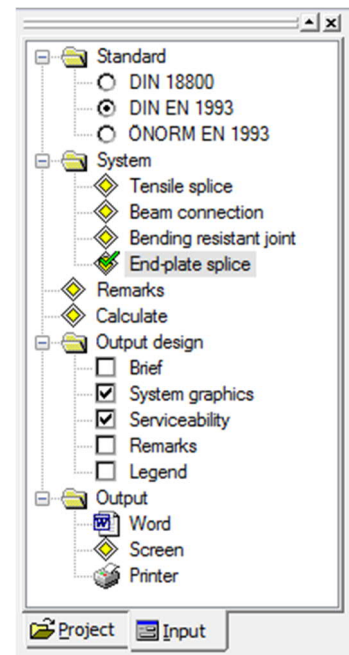 Standard
DIN 18800
DIN EN 1993
ÖNORM EN 1993
System
Tensile splice
Beam connection
Bending resistant joint
End-plate splice
Remarks
Calculate
Output design
Brief
System graphics
Serviceability
Remarks
Legend
Output
Word
Screen
Printer
Project Input